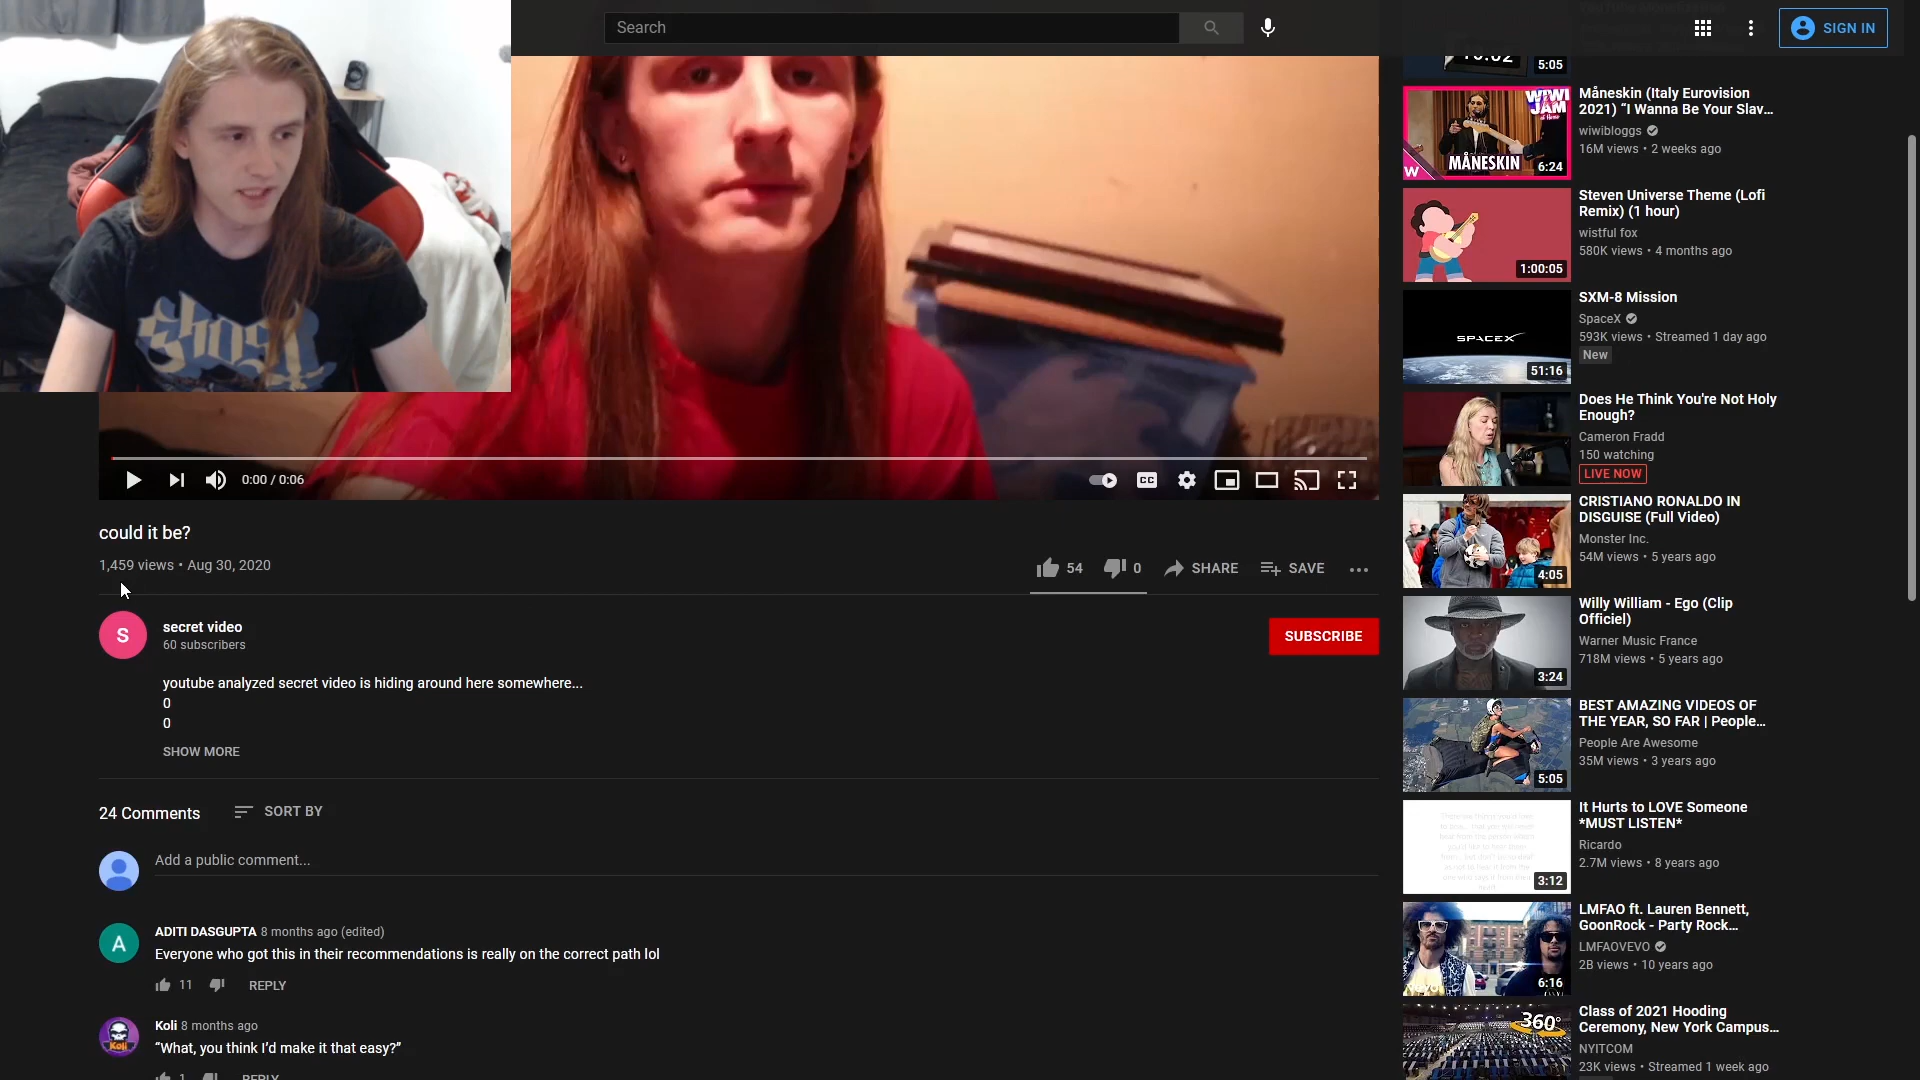 Search
SIGN IN
Ghost
0:00 / 0:06
CC
could it be?
1,459 views • Aug 30, 2020
54
0
SHARE
SAVE
S
secret video
60 subscribers
SUBSCRIBE
youtube analyzed secret video is hiding around here somewhere...
0
0
SHOW MORE
24 Comments
SORT BY
Add a public comment...
A
ADITI DASGUPTA 8 months ago (edited)
Everyone who got this in their recommendations is really on the correct path lol
11
REPLY
Koli
Koli 8 months ago
“What, you think I’d make it that easy?”
1
REPLY
5:05
WIWI
JAM
at Home
MÅNESKIN
W
6:24
Måneskin (Italy Eurovision
2021) “I Wanna Be Your Slav...
wiwibloggs
16M views • 2 weeks ago
1:00:05
Steven Universe Theme (Lofi
Remix) (1 hour)
wistful fox
580K views • 4 months ago
SPACEX
51:16
SXM-8 Mission
SpaceX
593K views • Streamed 1 day ago
New
Does He Think You're Not Holy
Enough?
Cameron Fradd
150 watching
LIVE NOW
4:05
CRISTIANO RONALDO IN
DISGUISE (Full Video)
Monster Inc.
54M views • 5 years ago
3:24
Willy William - Ego (Clip
Officiel)
Warner Music France
718M views • 5 years ago
5:05
BEST AMAZING VIDEOS OF
THE YEAR, SO FAR | People...
People Are Awesome
35M views • 3 years ago
3:12
It Hurts to LOVE Someone
*MUST LISTEN*
Ricardo
2.7M views • 8 years ago
6:16
LMFAO ft. Lauren Bennett,
GoonRock - Party Rock...
LMFAOVEVO
2B views • 10 years ago
360°
Class of 2021 Hooding
Ceremony, New York Campus...
NYITCOM
23K views • Streamed 1 week ago